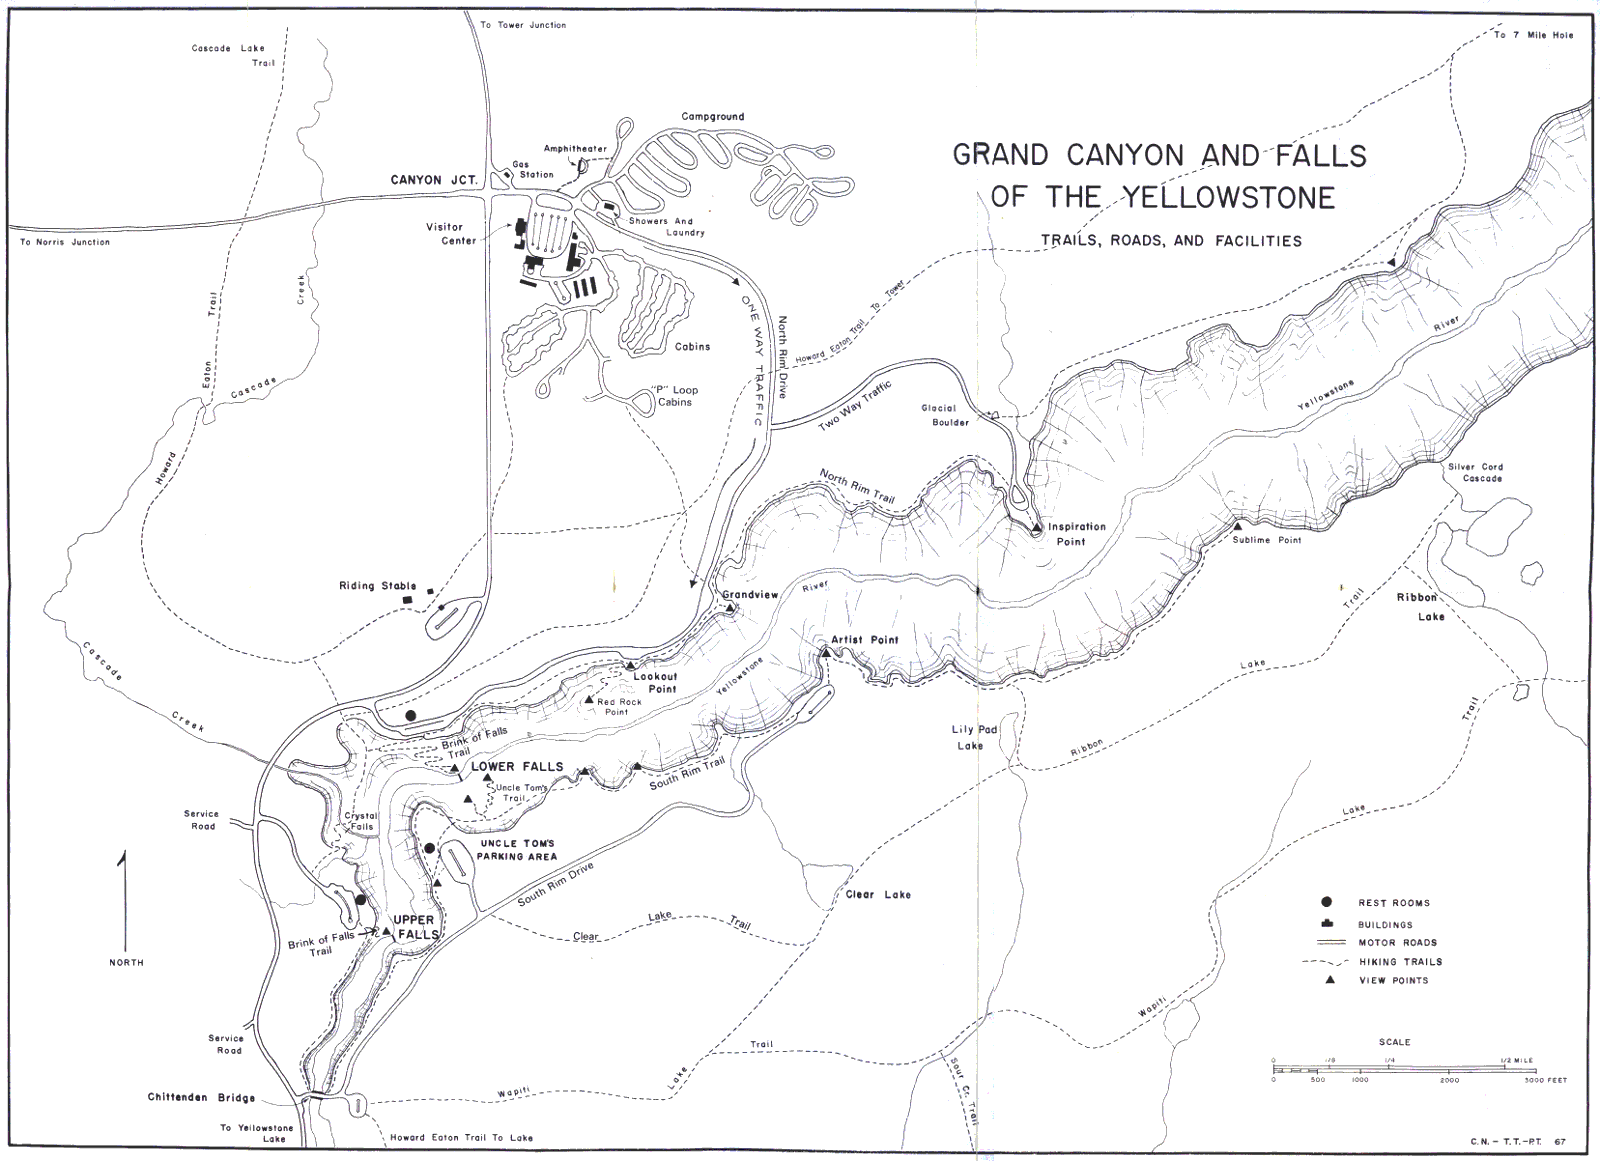 To Tower Junction
Cascade Lake
Trail
To 7 Mile Hole
Campground
Amphitheater
Gas
Station
CANYON JCT.
GRAND CANYON AND FALLS
OF THE YELLOWSTONE
TRAILS, ROADS, AND FACILITIES
Visitor
Center
Showers And
Laundry
To Norris Junction
Creek
Trail
Eaton
Howard
Cascade
ONE WAY TRAFFIC
North Rim Drive
Howard Eaton Trail To Tower
Cabins
"P" Loop
Cabins
Two Way Traffic
Glacial
Boulder
River
Yellowstone
North Rim Trail
Silver Cord
Cascade
Inspiration
Point
Sublime Point
Riding Stable
Grandview
River
Ribbon
Lake
Trail
Artist Point
Lookout
Point
Yellowstone
Red Rock
Point
Cascade
Creek
Lake
Trail
Ribbon
Lily Pad
Lake
Brink of Falls
Trail
LOWER FALLS
Uncle Tom's
Trail
South Rim Trail
Service
Road
Crystal
Falls
UNCLE TOM'S
PARKING AREA
South Rim Drive
Lake
Clear Lake
UPPER
FALLS
Brink of Falls
Trail
Clear
Lake
Trail
NORTH
REST ROOMS
BUILDINGS
MOTOR ROADS
HIKING TRAILS
VIEW POINTS
Wapiti
Service
Road
Trail
Lake
Wapiti
Sour Cr. Trail
SCALE
0 1/8 1/4 1/2 MILE
0 500 1000 2000 3000 FEET
Chittenden Bridge
To Yellowstone
Lake
Howard Eaton Trail To Lake
C.N. – T.T.–P.T. 67